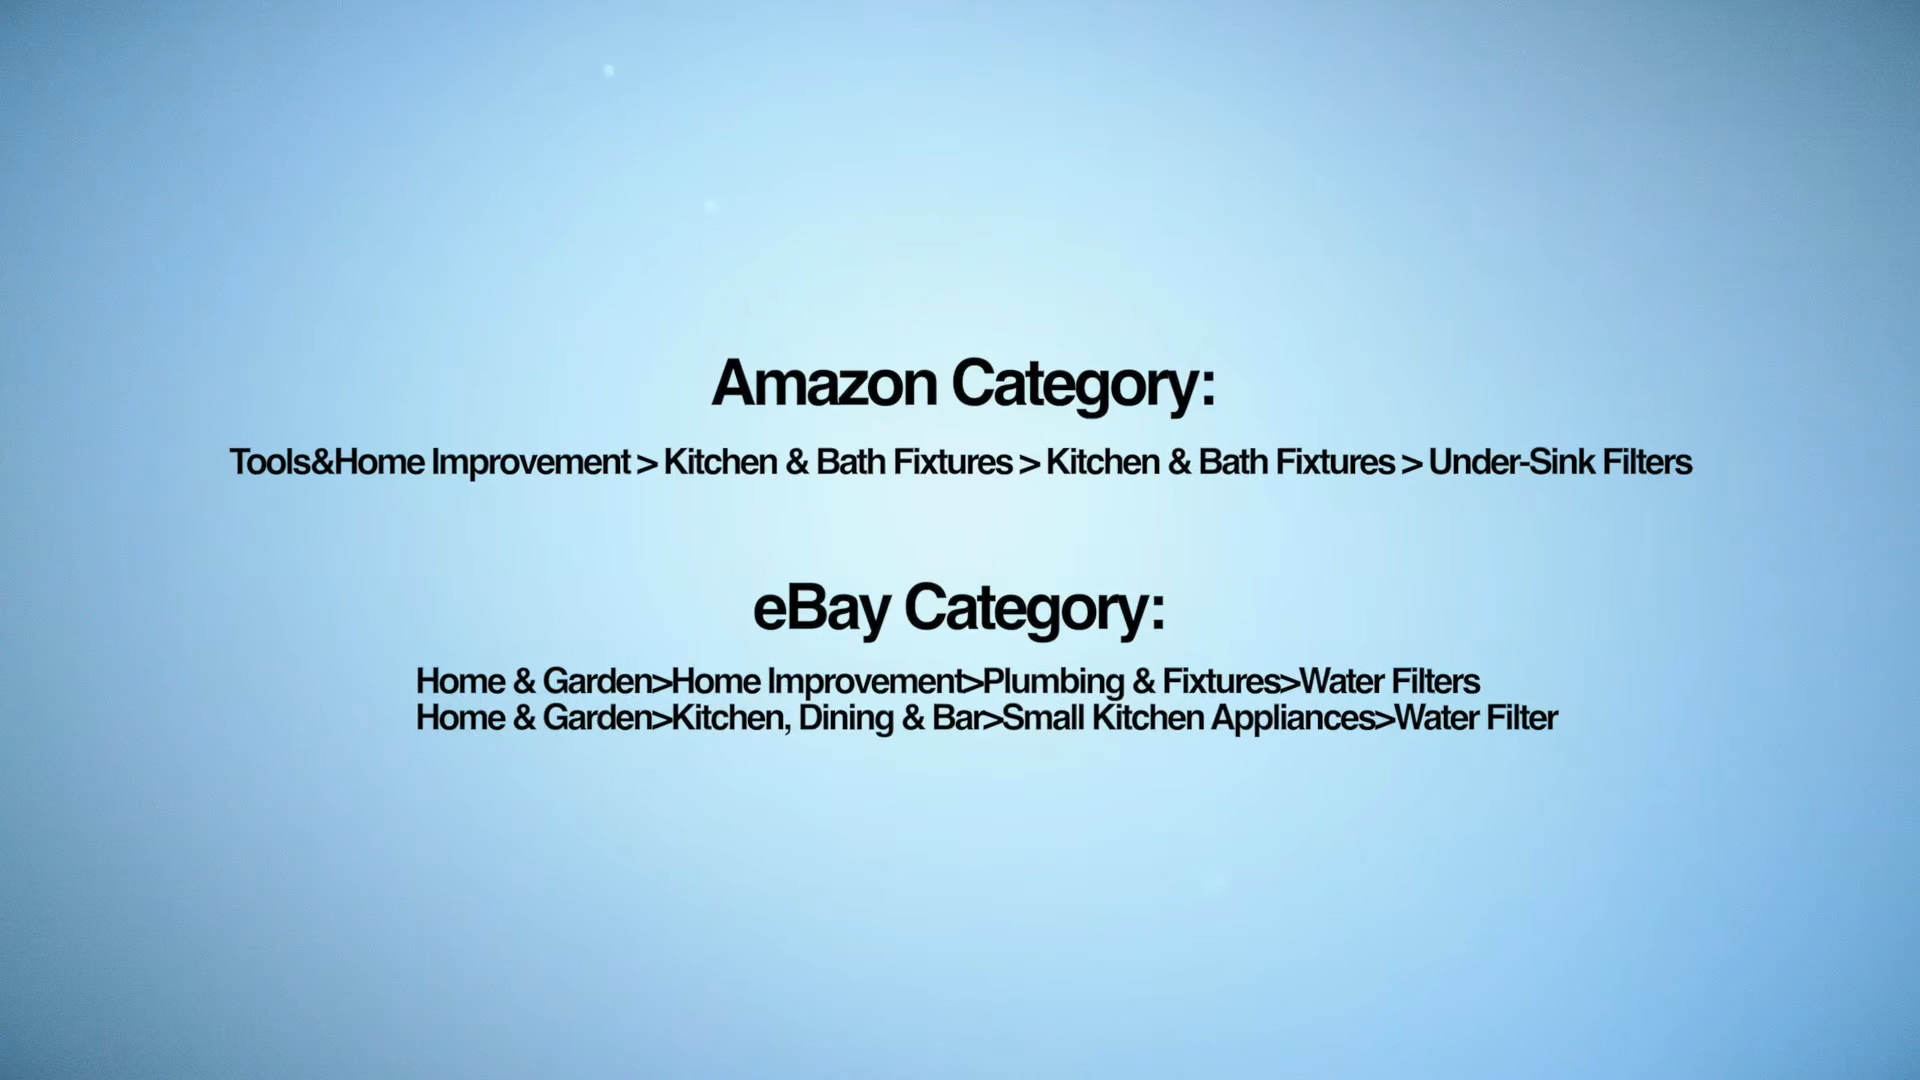 Amazon Category:
Tools&Home Improvement > Kitchen & Bath Fixtures > Kitchen & Bath Fixtures > Under-Sink Filters
eBay Category:
Home & Garden>Home Improvement>Plumbing & Fixtures>Water Filters
Home & Garden>Kitchen, Dining & Bar>Small Kitchen Appliances>Water Filter